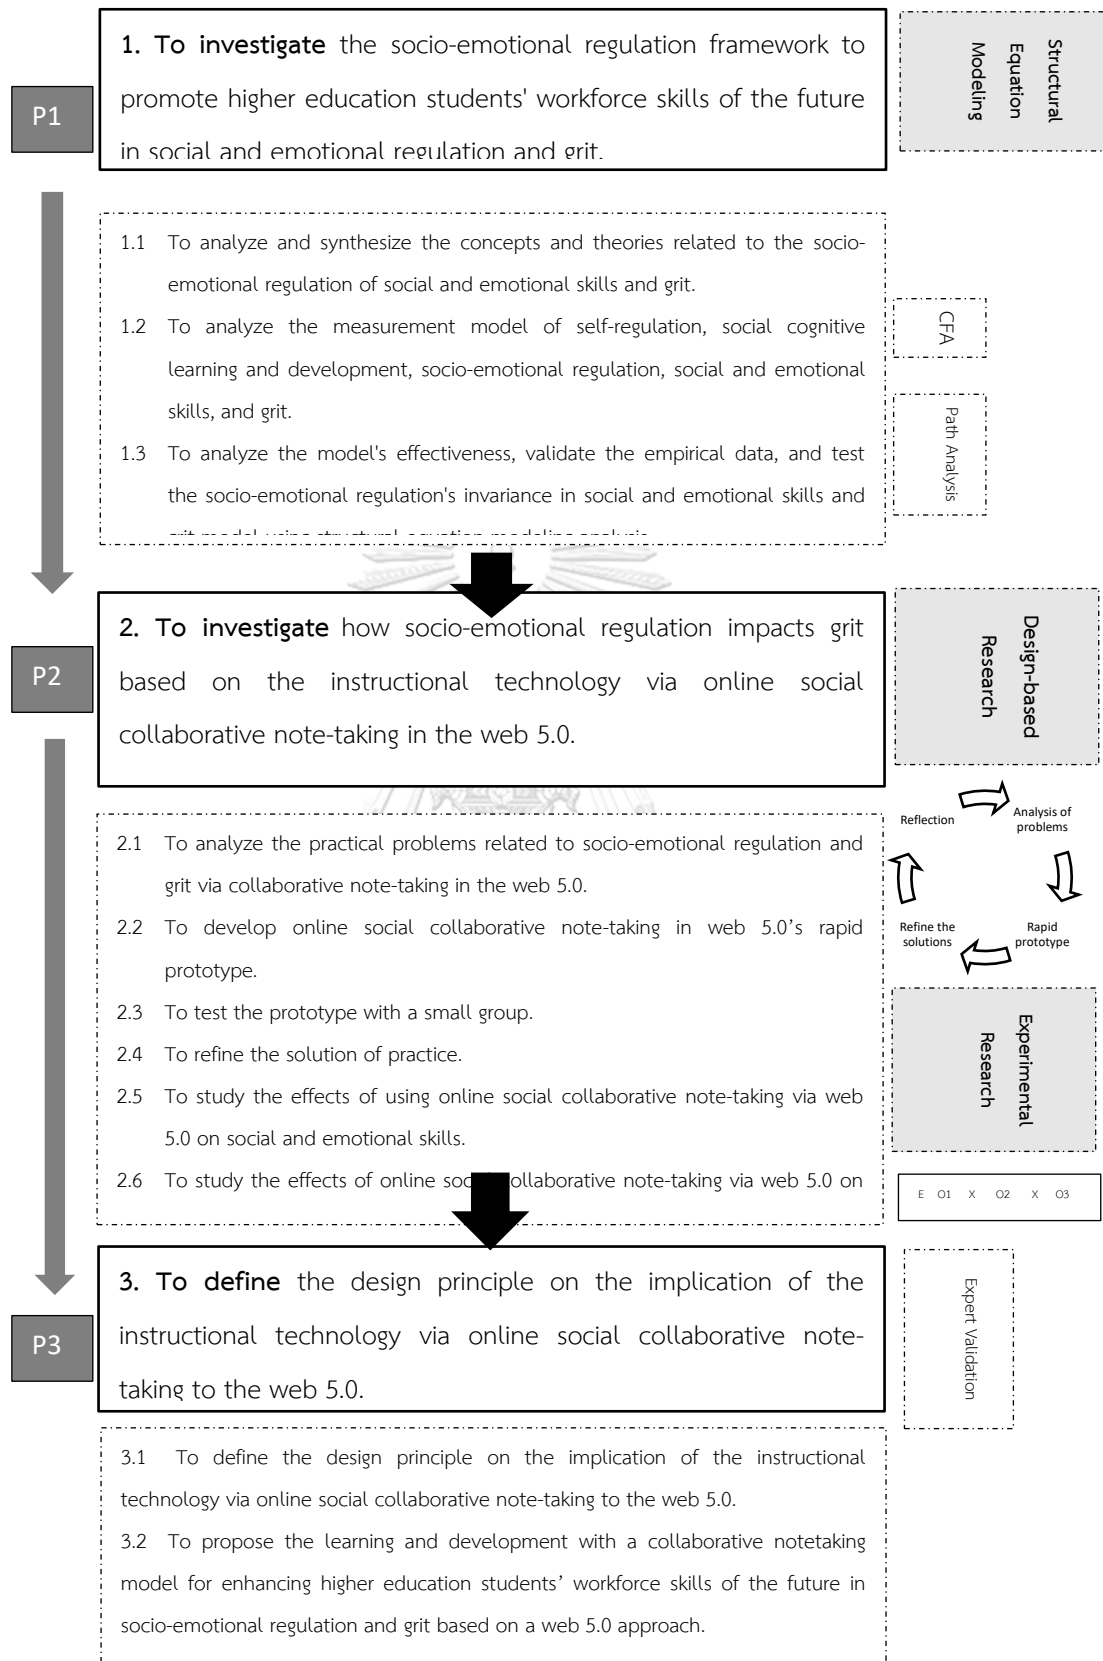 1. To investigate the socio-emotional regulation framework to
promote higher education students' workforce skills of the future
in social and emotional regulation and grit.
Structural
Equation
Modeling
P1
1.1 To analyze and synthesize the concepts and theories related to the socio-
emotional regulation of social and emotional skills and grit.
1.2 To analyze the measurement model of self-regulation, social cognitive
learning and development, socio-emotional regulation, social and emotional
skills, and grit.
1.3 To analyze the model's effectiveness, validate the empirical data, and test
the socio-emotional regulation's invariance in social and emotional skills and
grit model using structural equation modeling analysis
CFA
Path Analysis
2. To investigate how socio-emotional regulation impacts grit
based on the instructional technology via online social
collaborative note-taking in the web 5.0.
P2
Design-based
Research
Reflection
Analysis of
problems
Refine the
solutions
Rapid
prototype
2.1 To analyze the practical problems related to socio-emotional regulation and
grit via collaborative note-taking in the web 5.0.
2.2 To develop online social collaborative note-taking in web 5.0’s rapid
prototype.
2.3 To test the prototype with a small group.
2.4 To refine the solution of practice.
2.5 To study the effects of using online social collaborative note-taking via web
5.0 on social and emotional skills.
2.6 To study the effects of online social collaborative note-taking via web 5.0 on
Experimental
Research
E O1 X O2 X O3
3. To define the design principle on the implication of the
instructional technology via online social collaborative note-
taking to the web 5.0.
P3
Expert Validation
3.1 To define the design principle on the implication of the instructional
technology via online social collaborative note-taking to the web 5.0.
3.2 To propose the learning and development with a collaborative notetaking
model for enhancing higher education students’ workforce skills of the future in
socio-emotional regulation and grit based on a web 5.0 approach.